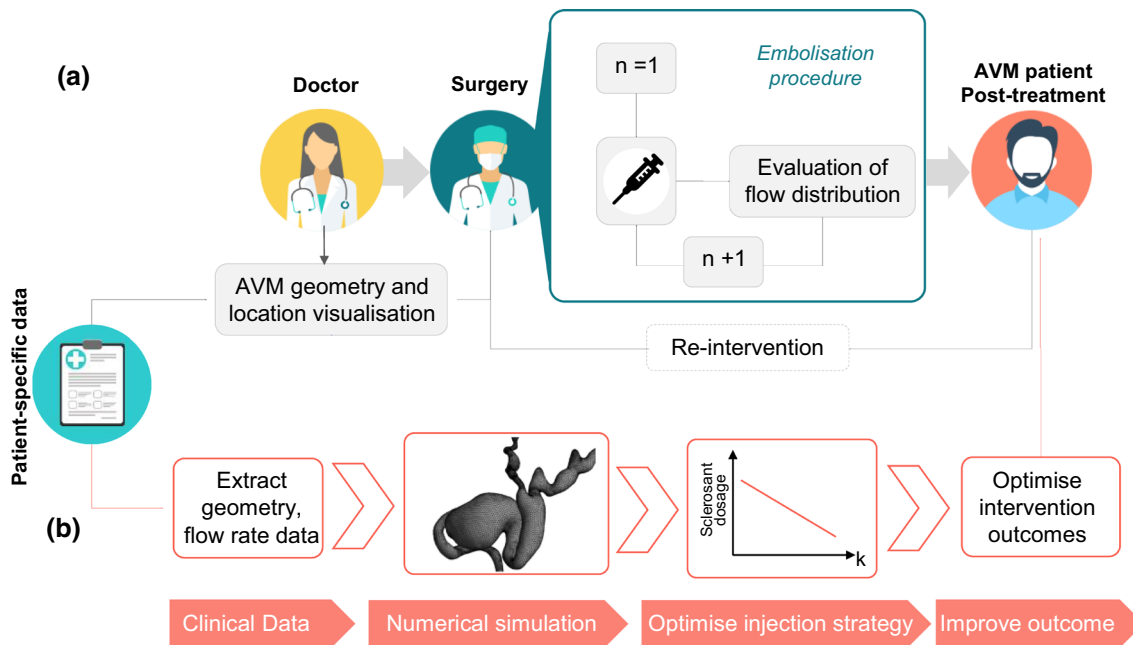 (a)
Doctor
Surgery
n =1
Embolisation
procedure
Evaluation of
flow distribution
n +1
AVM patient
Post-treatment
AVM geometry and
location visualisation
Re-intervention
Patient-specific data
(b)
Extract
geometry,
flow rate data
Sclerosant
dosage
k
Optimise
intervention
outcomes
Clinical Data
Numerical simulation
Optimise injection strategy
Improve outcome